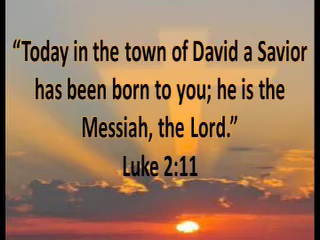 “Today in the town of David a Savior
has been born to you; he is the
Messiah, the Lord.”
Luke 2:11